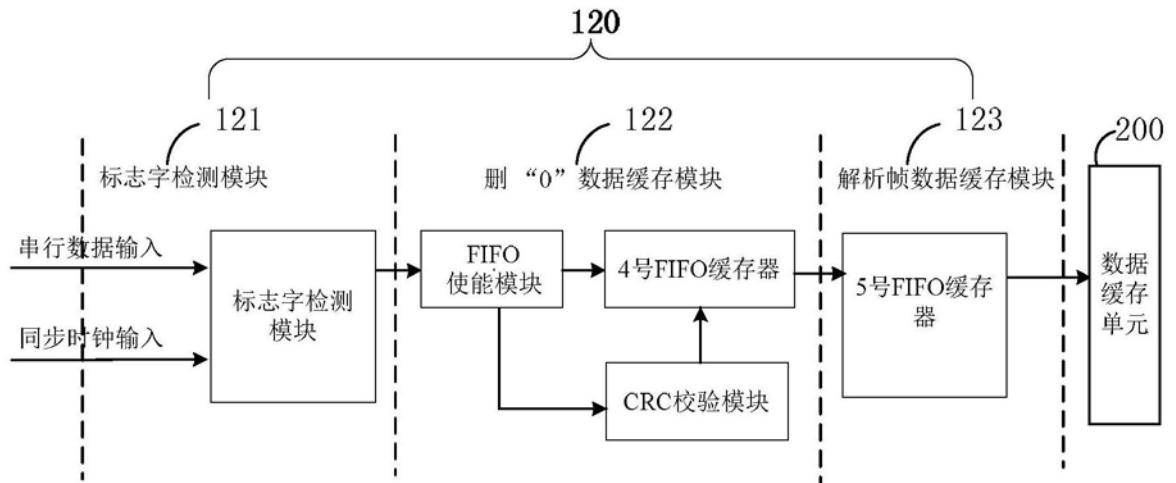 120
121
122
123
200
标志字检测模块
删“0”数据缓存模块
解析帧数据缓存模块
串行数据输入
同步时钟输入
标志字检测
模块
FIFO
使能模块
4号FIFO缓存器
CRC校验模块
5号FIFO缓存
器
数据
缓存
单元